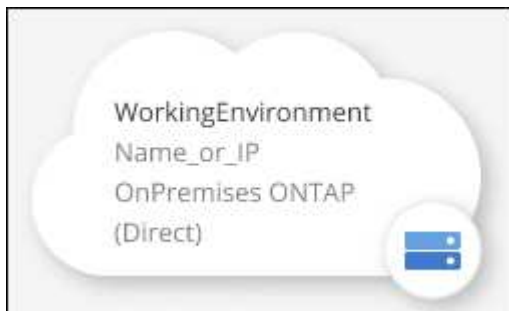 WorkingEnvironment
Name_or_IP
OnPremises ONTAP
(Direct)